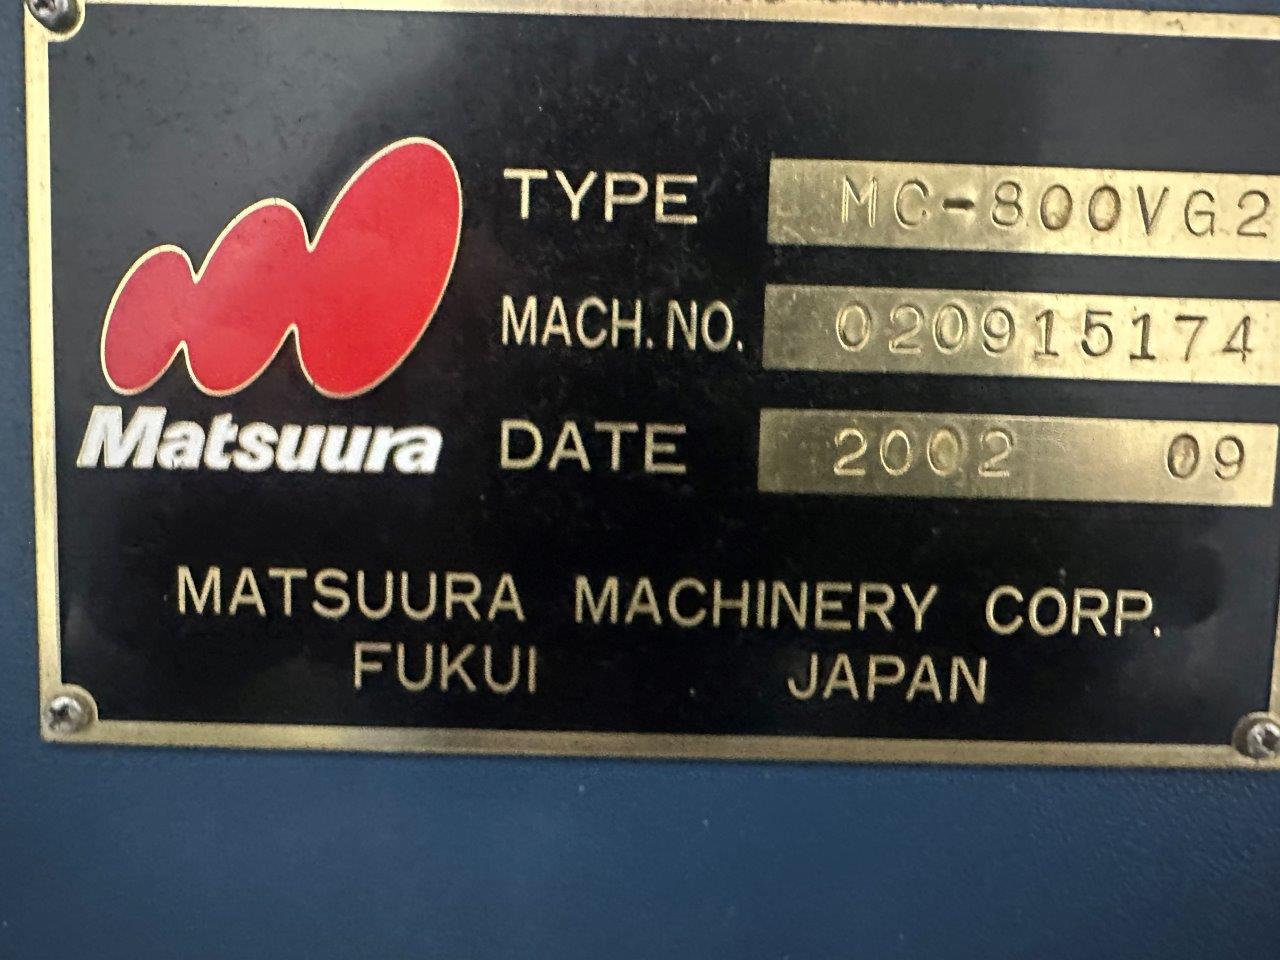 TYPE MC-800VG2
MACH. NO. 020915174
DATE 2002 09
Matsuura
MATSUURA MACHINERY CORP.
FUKUI JAPAN